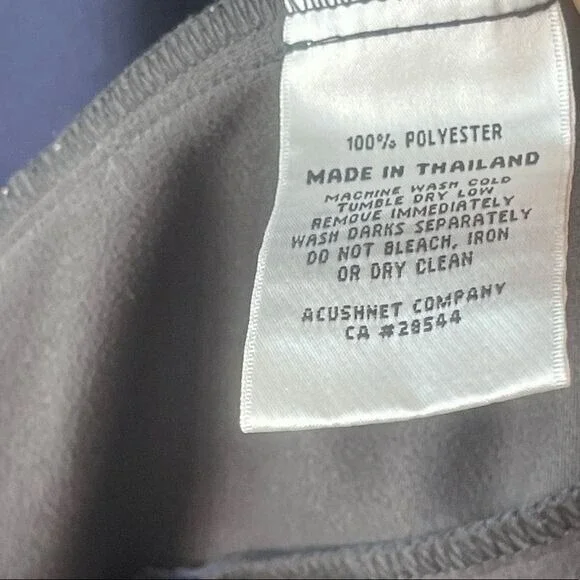 100% POLYESTER
MADE IN THAILAND
MACHINE WASH COLD
TUMBLE DRY LOW
REMOVE IMMEDIATELY
WASH DARKS SEPARATELY
DO NOT BLEACH, IRON
OR DRY CLEAN
ACUSHNET COMPANY
CA #28544